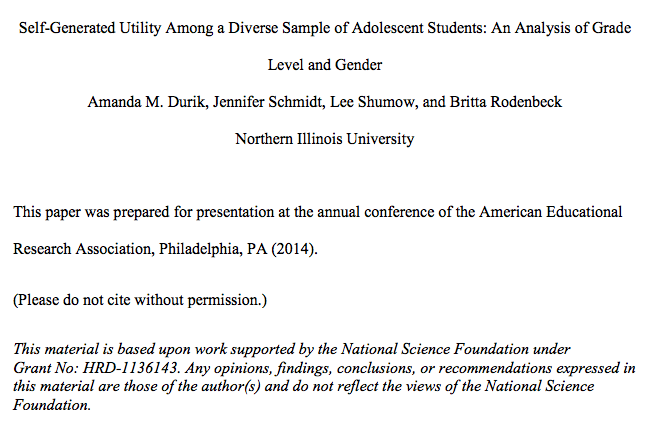 Self-Generated Utility Among a Diverse Sample of Adolescent Students: An Analysis of Grade
Level and Gender
Amanda M. Durik, Jennifer Schmidt, Lee Shumow, and Britta Rodenbeck
Northern Illinois University
This paper was prepared for presentation at the annual conference of the American Educational
Research Association, Philadelphia, PA (2014).
(Please do not cite without permission.)
This material is based upon work supported by the National Science Foundation under
Grant No: HRD-1136143. Any opinions, findings, conclusions, or recommendations expressed in
this material are those of the author(s) and do not reflect the views of the National Science
Foundation.